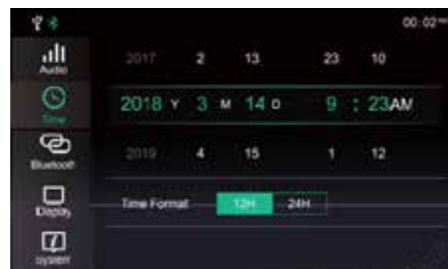 00:02
Audio
2017 2 13 23 10
Time
2018 Y 3 M 14 D 9 : 23AM
Bluetooth
2019 4 15 1 12
Display
Time Format 12H 24H
System